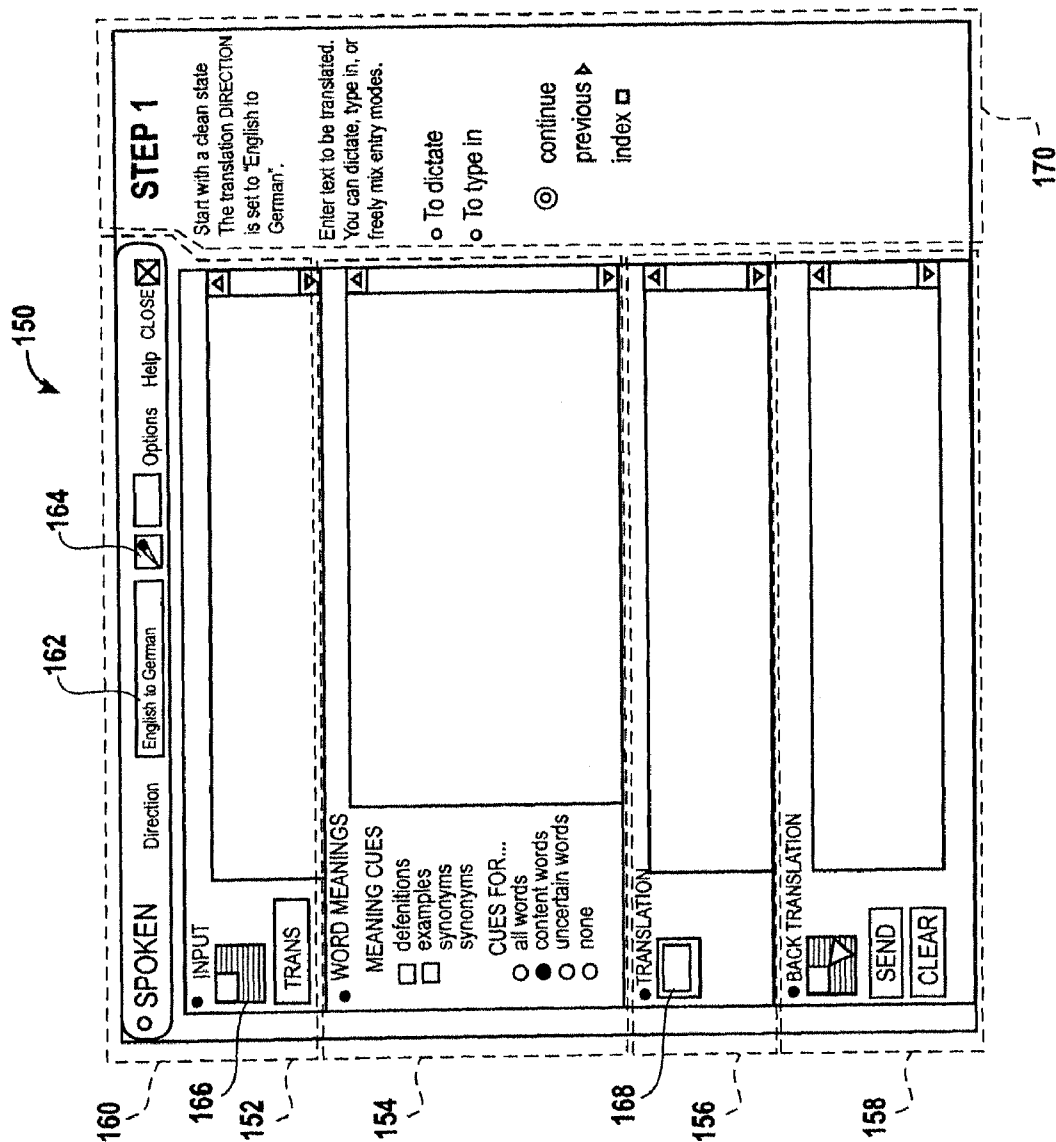 150
162
164
SPOKEN Direction English to German Options Help CLOSE
160
INPUT
166
TRANS
152
WORD MEANINGS
MEANING CUES
defenitions
examples
synonyms
synonyms
CUES FOR...
all words
content words
uncertain words
none
154
TRANSLATION
168
156
BACK TRANSLATION
SEND
CLEAR
158
STEP 1
Start with a clean state
The translation DIRECTION
is set to "English to
German".
Enter text to be translated.
You can dictate, type in, or
freely mix entry modes.
To dictate
To type in
continue
previous
index
170